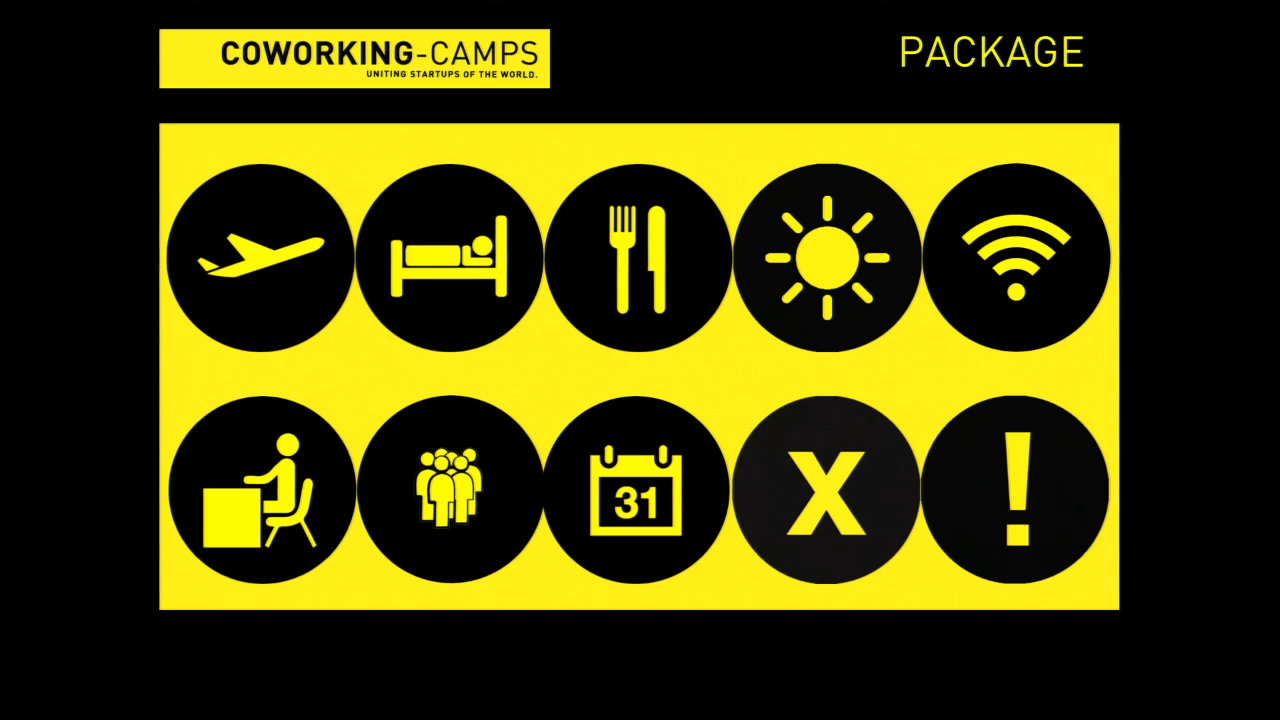 COWORKING-CAMPS
UNITING STARTUPS OF THE WORLD.
PACKAGE
31
X
!